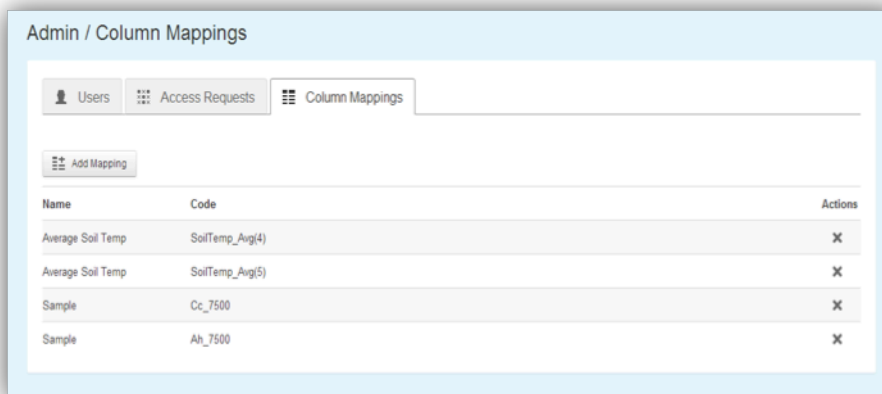 Admin / Column Mappings
Users Access Requests Column Mappings
Add Mapping
Name Code Actions
Average Soil Temp SoilTemp_Avg(4)
Average Soil Temp SoilTemp_Avg(5)
Sample Cc_7500
Sample Ah_7500